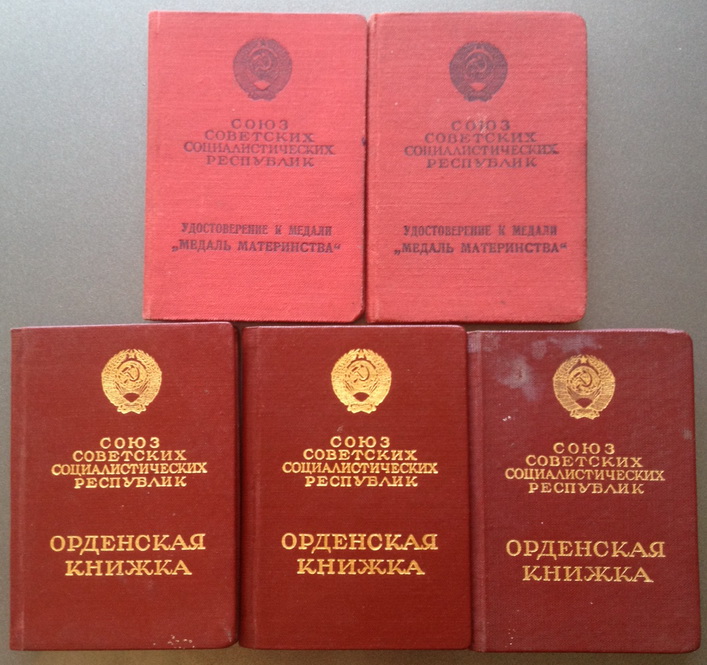 СОЮЗ
СОВЕТСКИХ
СОЦИАЛИСТИЧЕСКИХ
РЕСПУБЛИК
УДОСТОВЕРЕНИЕ К МЕДАЛИ
„МЕДАЛЬ МАТЕРИНСТВА“
СОЮЗ
СОВЕТСКИХ
СОЦИАЛИСТИЧЕСКИХ
РЕСПУБЛИК
УДОСТОВЕРЕНИЕ К МЕДАЛИ
„МЕДАЛЬ МАТЕРИНСТВА“
СОЮЗ
СОВЕТСКИХ
СОЦИАЛИСТИЧЕСКИХ
РЕСПУБЛИК
ОРДЕНСКАЯ
КНИЖКА
СОЮЗ
СОВЕТСКИХ
СОЦИАЛИСТИЧЕСКИХ
РЕСПУБЛИК
ОРДЕНСКАЯ
КНИЖКА
СОЮЗ
СОВЕТСКИХ
СОЦИАЛИСТИЧЕСКИХ
РЕСПУБЛИК
ОРДЕНСКАЯ
КНИЖКА